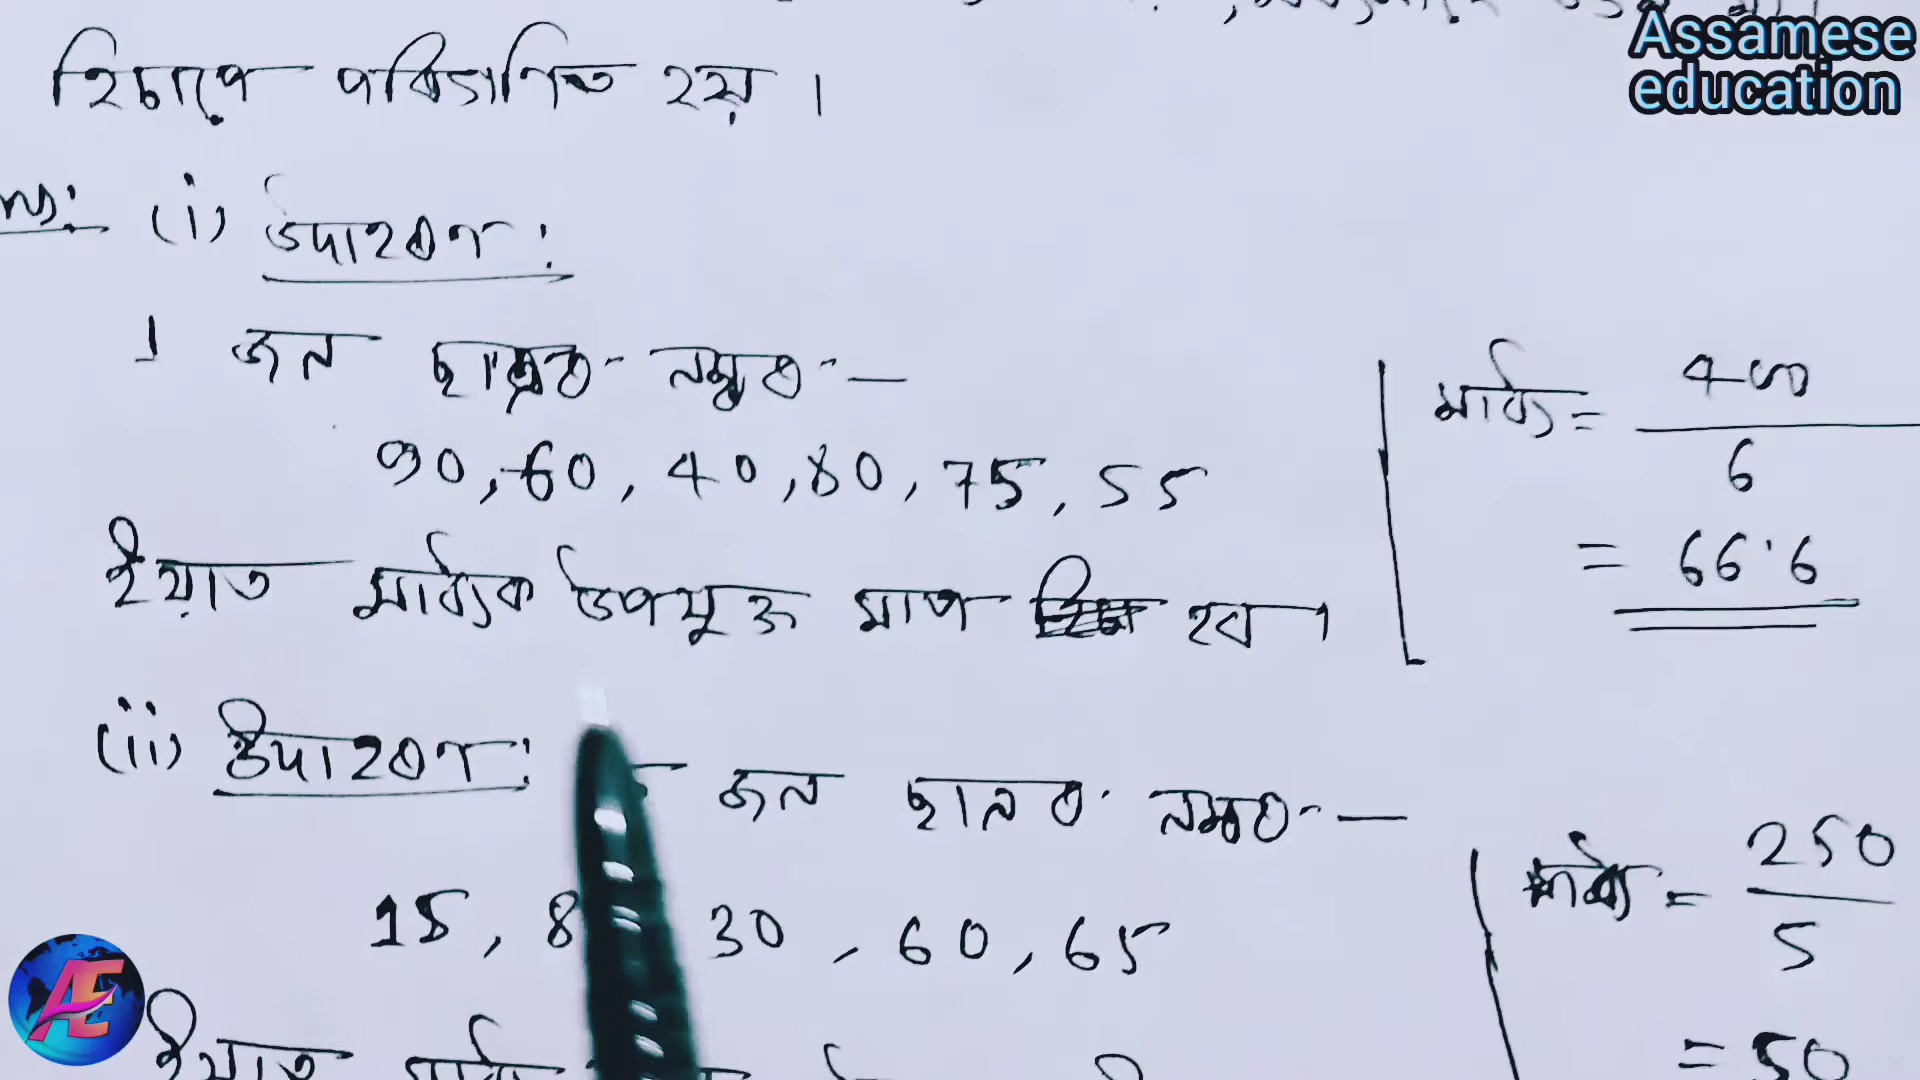 Assamese
education
হিচাপে পৰিগণিত হয় ।
Ans: (i) উদাহৰণ :
1 জন ছাত্ৰৰ নম্বৰ —
90, 60, 40, 80, 75, 55
মাধ্য = 400
6
= 66.6
ইয়াত মাধ্যক উপযুক্ত মাপ হব ।
(ii) উদাহৰণ : জন ছাত্ৰৰ নম্বৰ —
15, 30, 60, 65
মাধ্য = 250
5
= 50
ইয়াত
AE